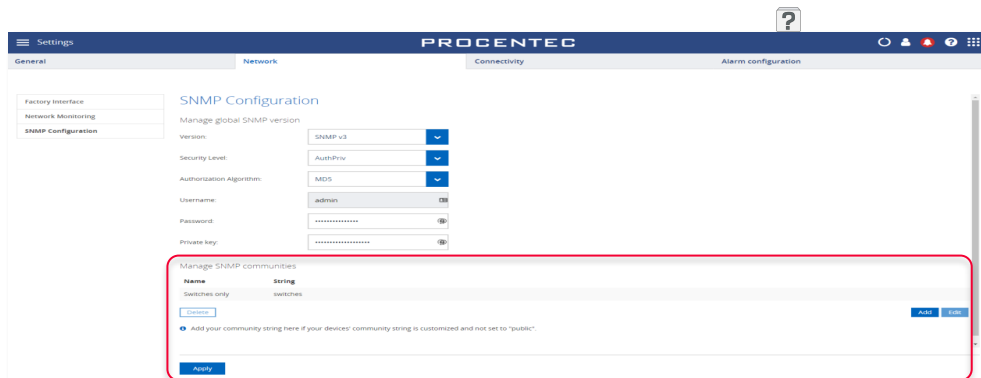 ?
Settings PROCENTEC ?
General Network Connectivity Alarm configuration
Factory Interface
Network Monitoring
SNMP Configuration
SNMP Configuration
Manage global SNMP version
Version: SNMP v3
Security Level: AuthPriv
Authorization Algorithm: MD5
Username: admin
Password: ···············
Private key: ···················
Manage SNMP communities
Name String
Switches only switches
Delete Add Edit
Add your community string here if your devices' community string is customized and not set to "public".
Apply